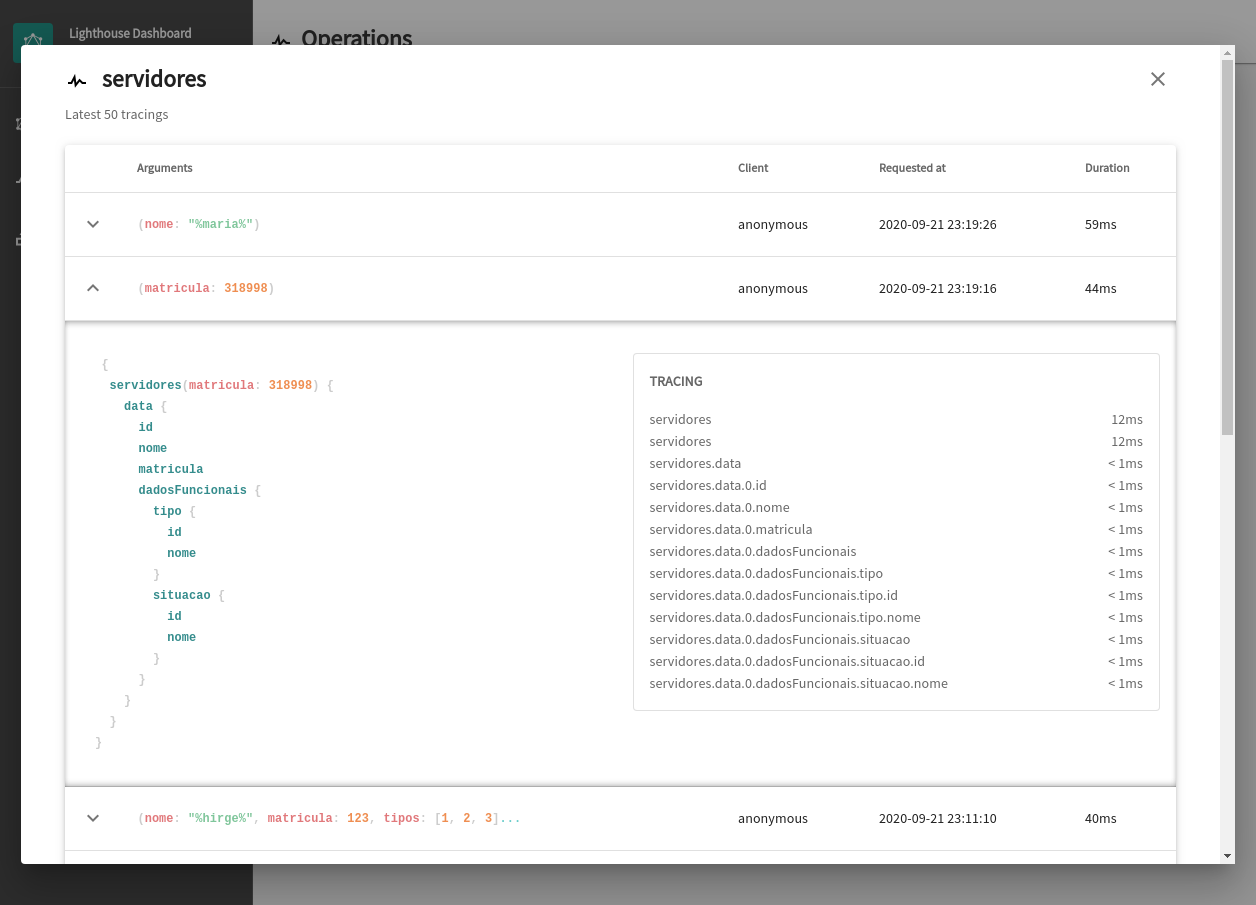 Lighthouse Dashboard
Operations
servidores
Latest 50 tracings
Arguments Client Requested at Duration
(nome: "%maria%") anonymous 2020-09-21 23:19:26 59ms
(matricula: 318998) anonymous 2020-09-21 23:19:16 44ms
{
servidores(matricula: 318998) {
data {
id
nome
matricula
dadosFuncionais {
tipo {
id
nome
}
situacao {
id
nome
}
}
}
}
}
TRACING
servidores 12ms
servidores 12ms
servidores.data < 1ms
servidores.data.0.id < 1ms
servidores.data.0.nome < 1ms
servidores.data.0.matricula < 1ms
servidores.data.0.dadosFuncionais < 1ms
servidores.data.0.dadosFuncionais.tipo < 1ms
servidores.data.0.dadosFuncionais.tipo.id < 1ms
servidores.data.0.dadosFuncionais.tipo.nome < 1ms
servidores.data.0.dadosFuncionais.situacao < 1ms
servidores.data.0.dadosFuncionais.situacao.id < 1ms
servidores.data.0.dadosFuncionais.situacao.nome < 1ms
(nome: "%hirge%", matricula: 123, tipos: [1, 2, 3]... anonymous 2020-09-21 23:11:10 40ms